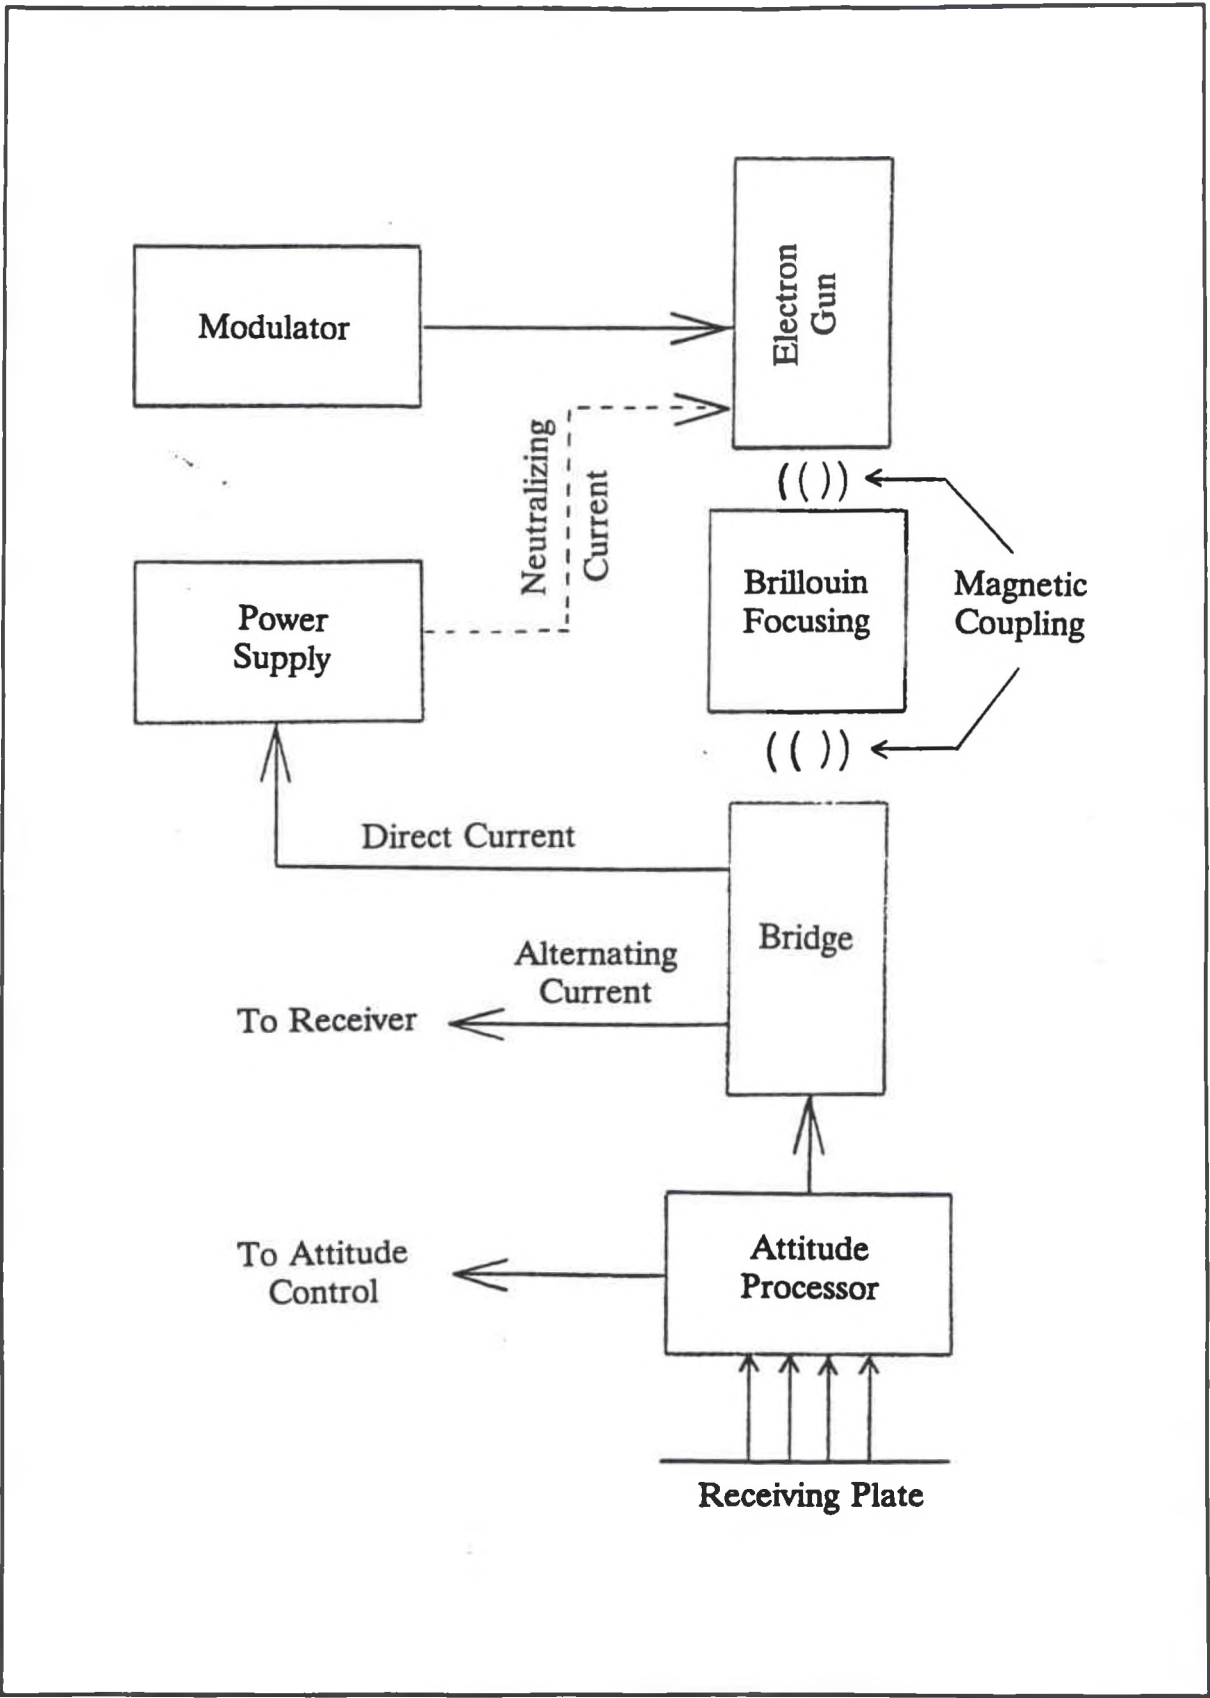 Electron
Gun
Modulator
Neutralizing
Current
Brillouin
Focusing
Magnetic
Coupling
Power
Supply
Direct Current
Bridge
Alternating
Current
To Receiver
Attitude
Processor
To Attitude
Control
Receiving Plate